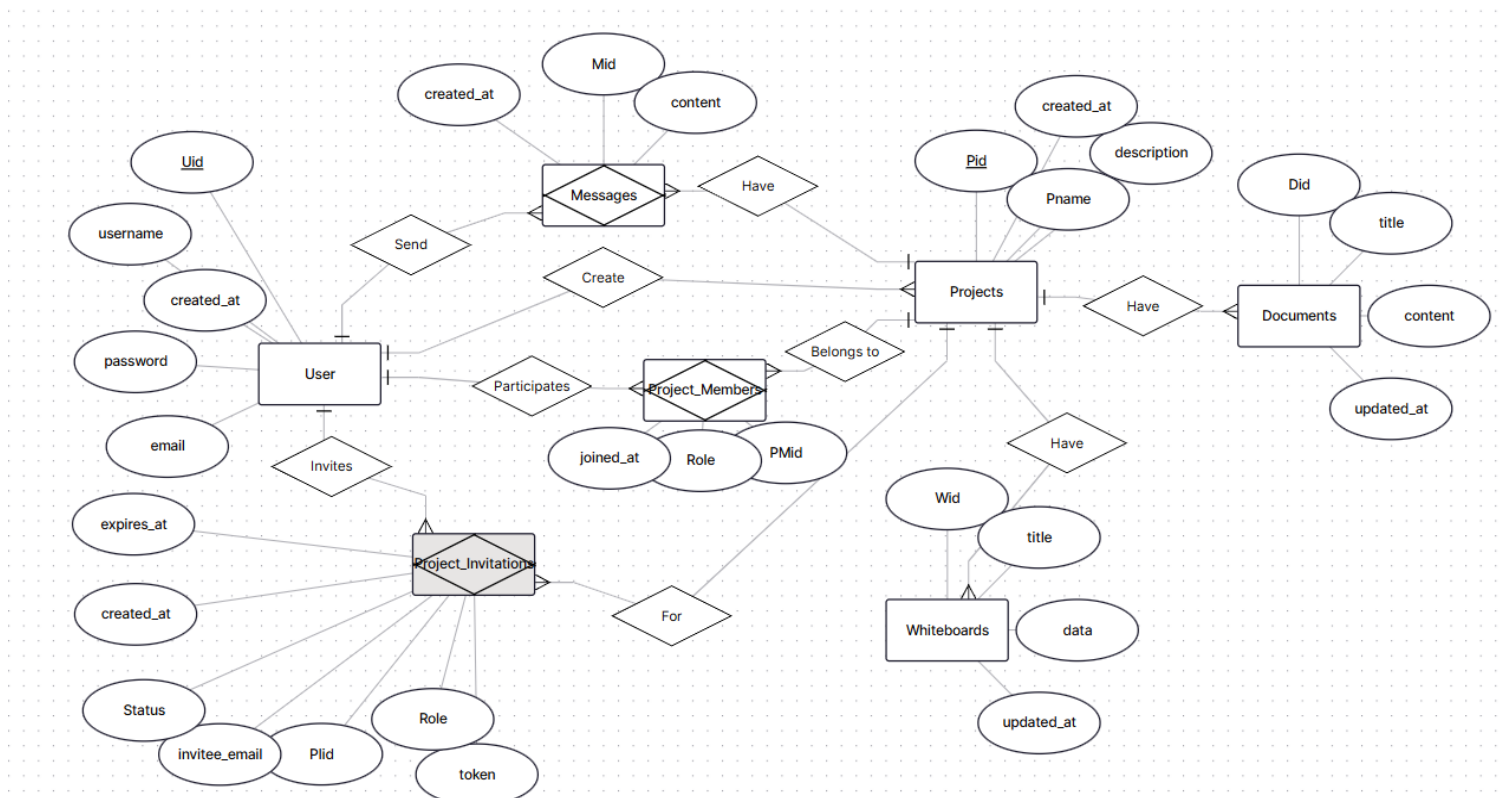 Mid
created_at
content
created_at
description
Uid
Pid
Did
Messages
Have
Pname
title
username
Send
created_at
Create
Projects
Have
Documents
content
password
User
Participates
Project_Members
Belongs to
updated_at
email
Invites
joined_at
Role
PMid
Have
Wid
title
expires_at
Project_Invitations
created_at
For
Whiteboards
data
Status
Role
updated_at
invitee_email
PIid
token